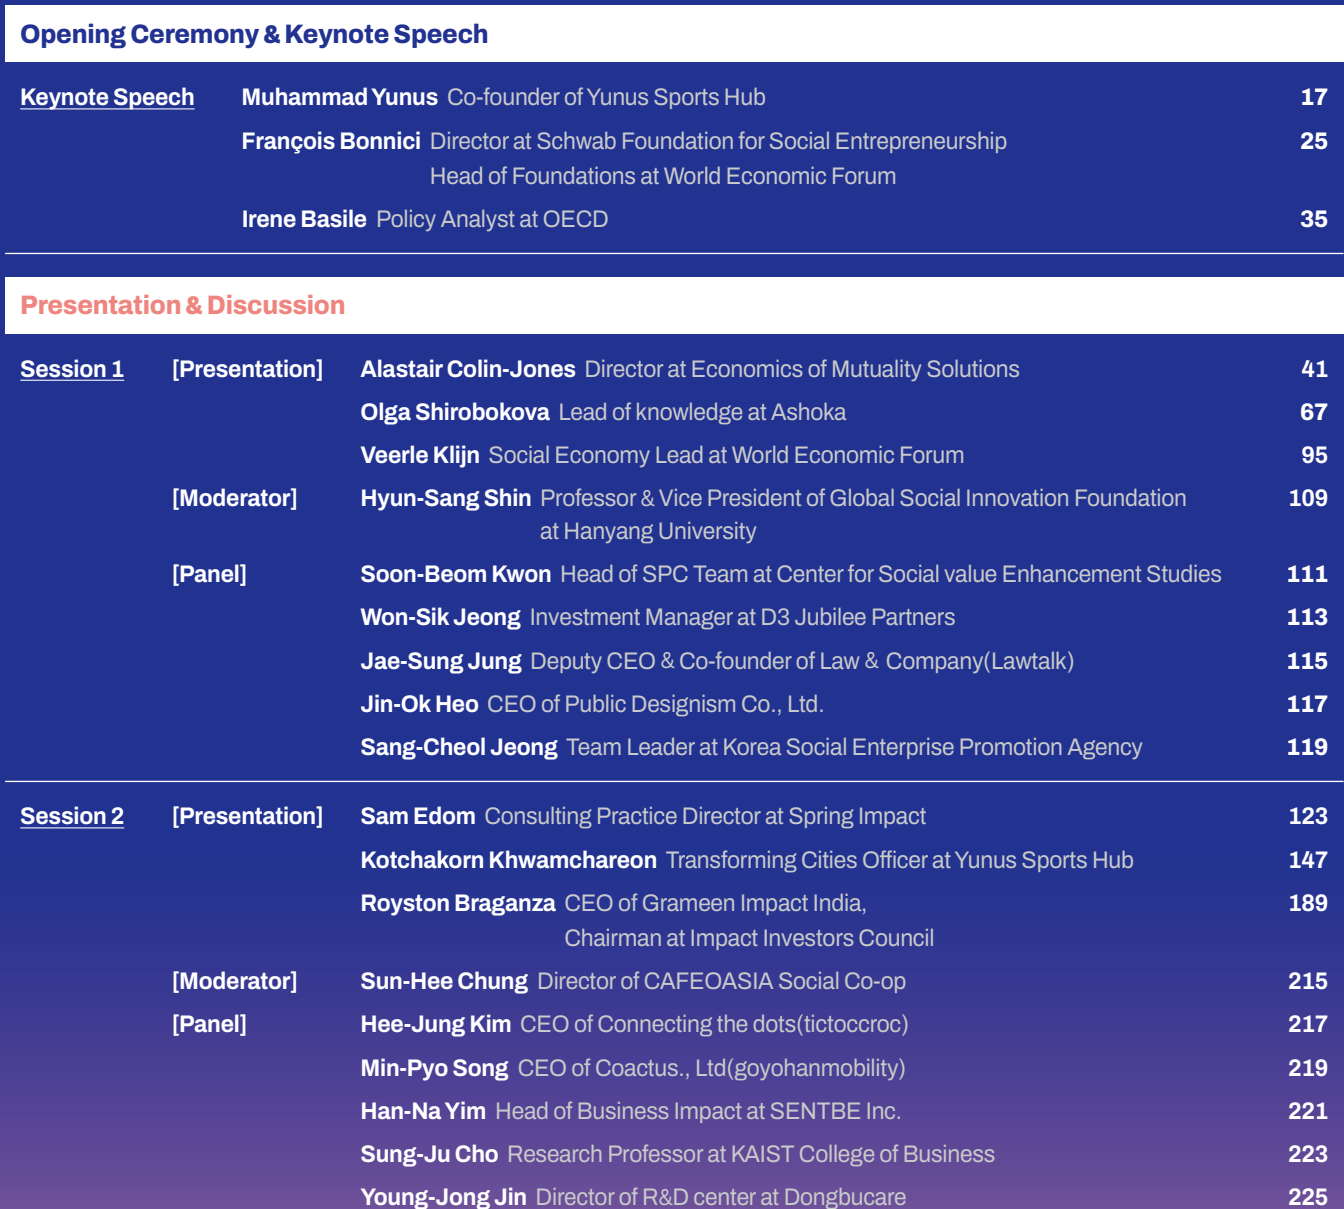 Opening Ceremony & Keynote Speech
Keynote Speech Muhammad Yunus Co-founder of Yunus Sports Hub 17
François Bonnici Director at Schwab Foundation for Social Entrepreneurship 25
Head of Foundations at World Economic Forum
Irene Basile Policy Analyst at OECD 35
Presentation & Discussion
Session 1 [Presentation] Alastair Colin-Jones Director at Economics of Mutuality Solutions 41
Olga Shirobokova Lead of knowledge at Ashoka 67
Veerle Klijn Social Economy Lead at World Economic Forum 95
[Moderator] Hyun-Sang Shin Professor & Vice President of Global Social Innovation Foundation 109
at Hanyang University
[Panel] Soon-Beom Kwon Head of SPC Team at Center for Social value Enhancement Studies 111
Won-Sik Jeong Investment Manager at D3 Jubilee Partners 113
Jae-Sung Jung Deputy CEO & Co-founder of Law & Company(Lawtalk) 115
Jin-Ok Heo CEO of Public Designism Co., Ltd. 117
Sang-Cheol Jeong Team Leader at Korea Social Enterprise Promotion Agency 119
Session 2 [Presentation] Sam Edom Consulting Practice Director at Spring Impact 123
Kotchakorn Khwamchareon Transforming Cities Officer at Yunus Sports Hub 147
Royston Braganza CEO of Grameen Impact India, 189
Chairman at Impact Investors Council
[Moderator] Sun-Hee Chung Director of CAFEOASIA Social Co-op 215
[Panel] Hee-Jung Kim CEO of Connecting the dots(tictoccroc) 217
Min-Pyo Song CEO of Coactus., Ltd(goyohanmobility) 219
Han-Na Yim Head of Business Impact at SENTBE Inc. 221
Sung-Ju Cho Research Professor at KAIST College of Business 223
Young-Jong Jin Director of R&D center at Dongbucare 225